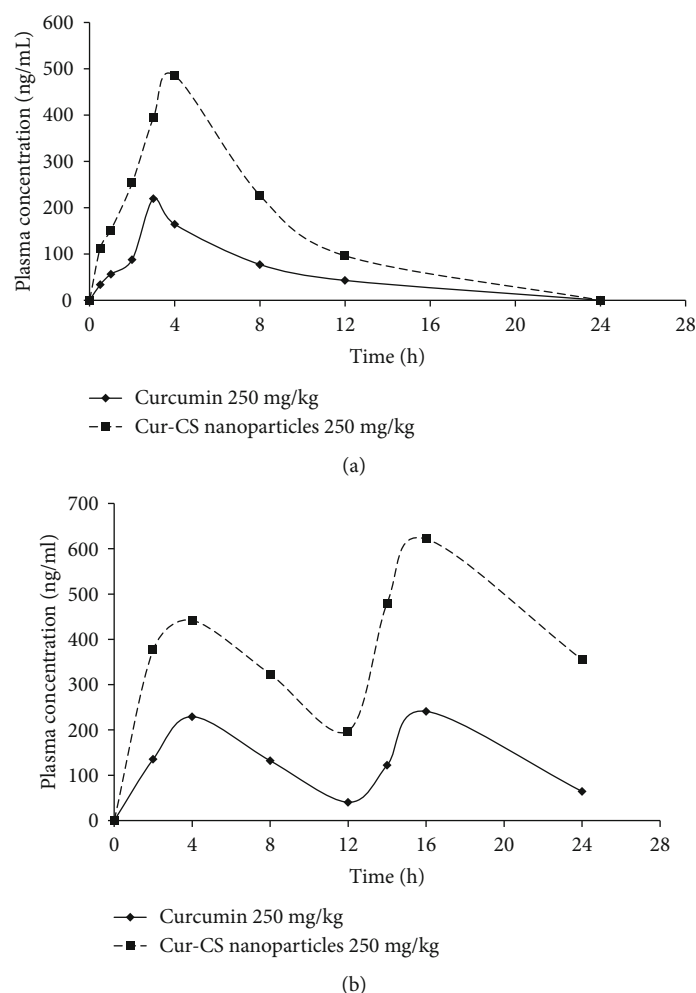 Plasma concentration (ng/mL)
600
500
400
300
200
100
0
0 4 8 12 16 20 24 28
Time (h)
Curcumin 250 mg/kg
Cur-CS nanoparticles 250 mg/kg
(a)
Plasma concentration (ng/ml)
700
600
500
400
300
200
100
0
0 4 8 12 16 20 24 28
Time (h)
Curcumin 250 mg/kg
Cur-CS nanoparticles 250 mg/kg
(b)